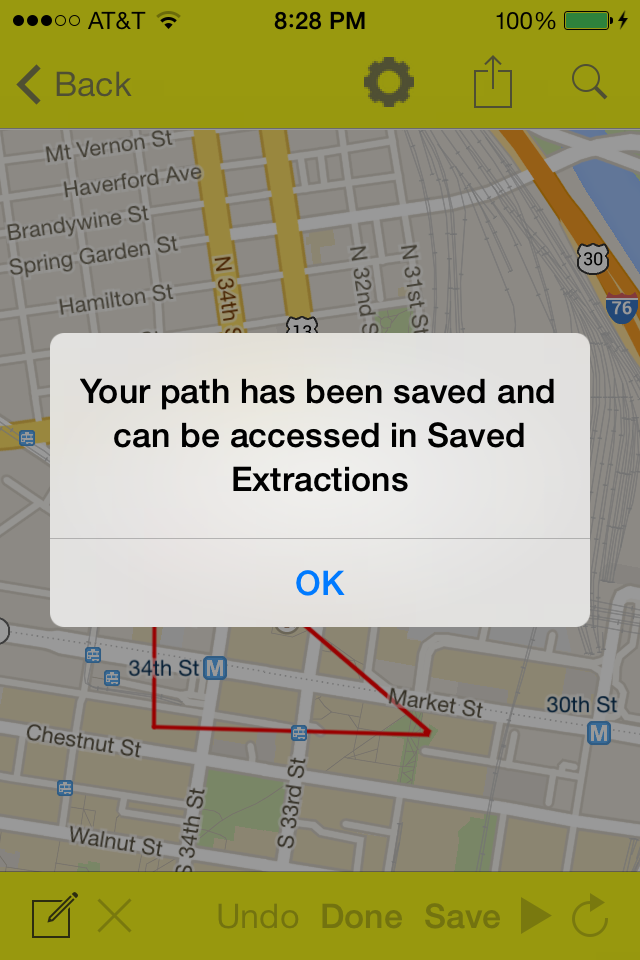 AT&T 8:28 PM 100%
Back
Mt Vernon St
Haverford Ave
Brandywine St
Spring Garden St
N 34th S
N 32nd S
N 31st St
30
Hamilton St
76
13
Your path has been saved and
can be accessed in Saved
Extractions
OK
34th St M
Market St
30th St
M
Chestnut St
S 33rd St
S 34th St
Walnut St
Undo Done Save